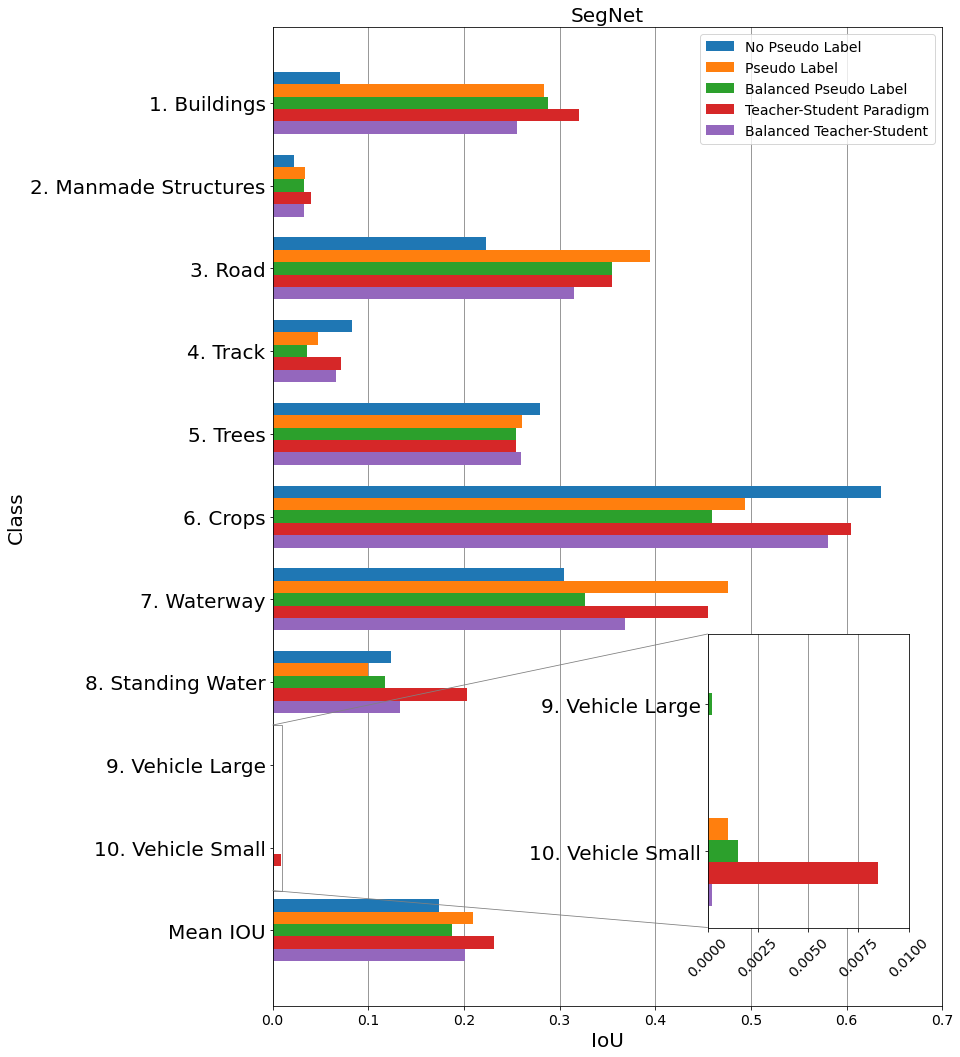 SegNet
No Pseudo Label
Pseudo Label
Balanced Pseudo Label
Teacher-Student Paradigm
Balanced Teacher-Student
Class
1. Buildings
2. Manmade Structures
3. Road
4. Track
5. Trees
6. Crops
7. Waterway
8. Standing Water
9. Vehicle Large
10. Vehicle Small
Mean IOU
9. Vehicle Large
10. Vehicle Small
0.0000 0.0025 0.0050 0.0075 0.0100
0.0 0.1 0.2 0.3 0.4 0.5 0.6 0.7
IoU